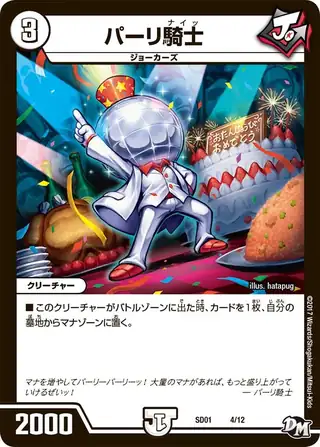 3
パーリ騎士
ナイツ
ジョーカーズ
J
おたんじょうび
おめでとう
illus. hatapug
クリーチャー
■このクリーチャーがバトルゾーンに出た時、カードを1枚、自分の
墓地からマナゾーンに置く。
マナを増やしてパーリーパーリーッ！大量のマナがあれば、もっと盛り上がって
いけるぜいッ！ ― パーリ騎士
2000
SD01 4/12
DM
©2017 Wizards/Shogakukan/Mitsui-Kids